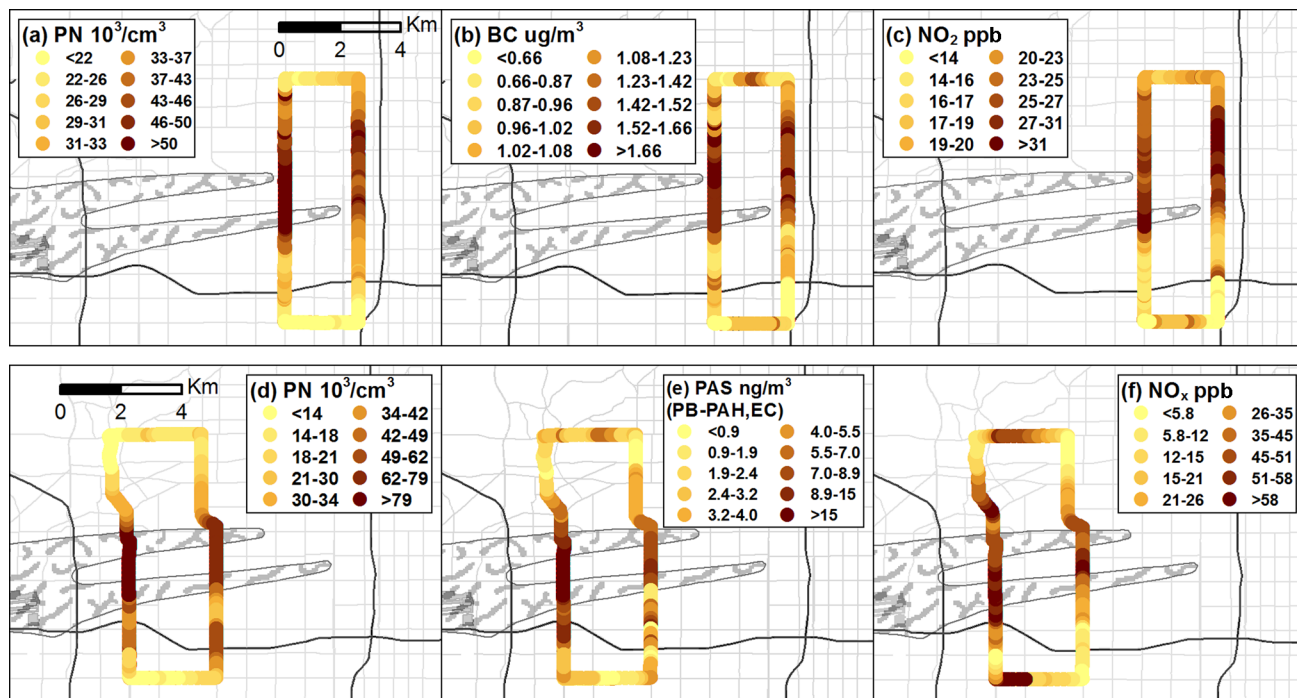 (a) PN 10³/cm³
<22 33-37
22-26 37-43
26-29 43-46
29-31 46-50
31-33 >50
Km
0 2 4
(b) BC ug/m³
<0.66 1.08-1.23
0.66-0.87 1.23-1.42
0.87-0.96 1.42-1.52
0.96-1.02 1.52-1.66
1.02-1.08 >1.66
(c) NO₂ ppb
<14 20-23
14-16 23-25
16-17 25-27
17-19 27-31
19-20 >31
Km
0 2 4
(d) PN 10³/cm³
<14 34-42
14-18 42-49
18-21 49-62
21-30 62-79
30-34 >79
(e) PAS ng/m³
(PB-PAH,EC)
<0.9 4.0-5.5
0.9-1.9 5.5-7.0
1.9-2.4 7.0-8.9
2.4-3.2 8.9-15
3.2-4.0 >15
(f) NOₓ ppb
<5.8 26-35
5.8-12 35-45
12-15 45-51
15-21 51-58
21-26 >58